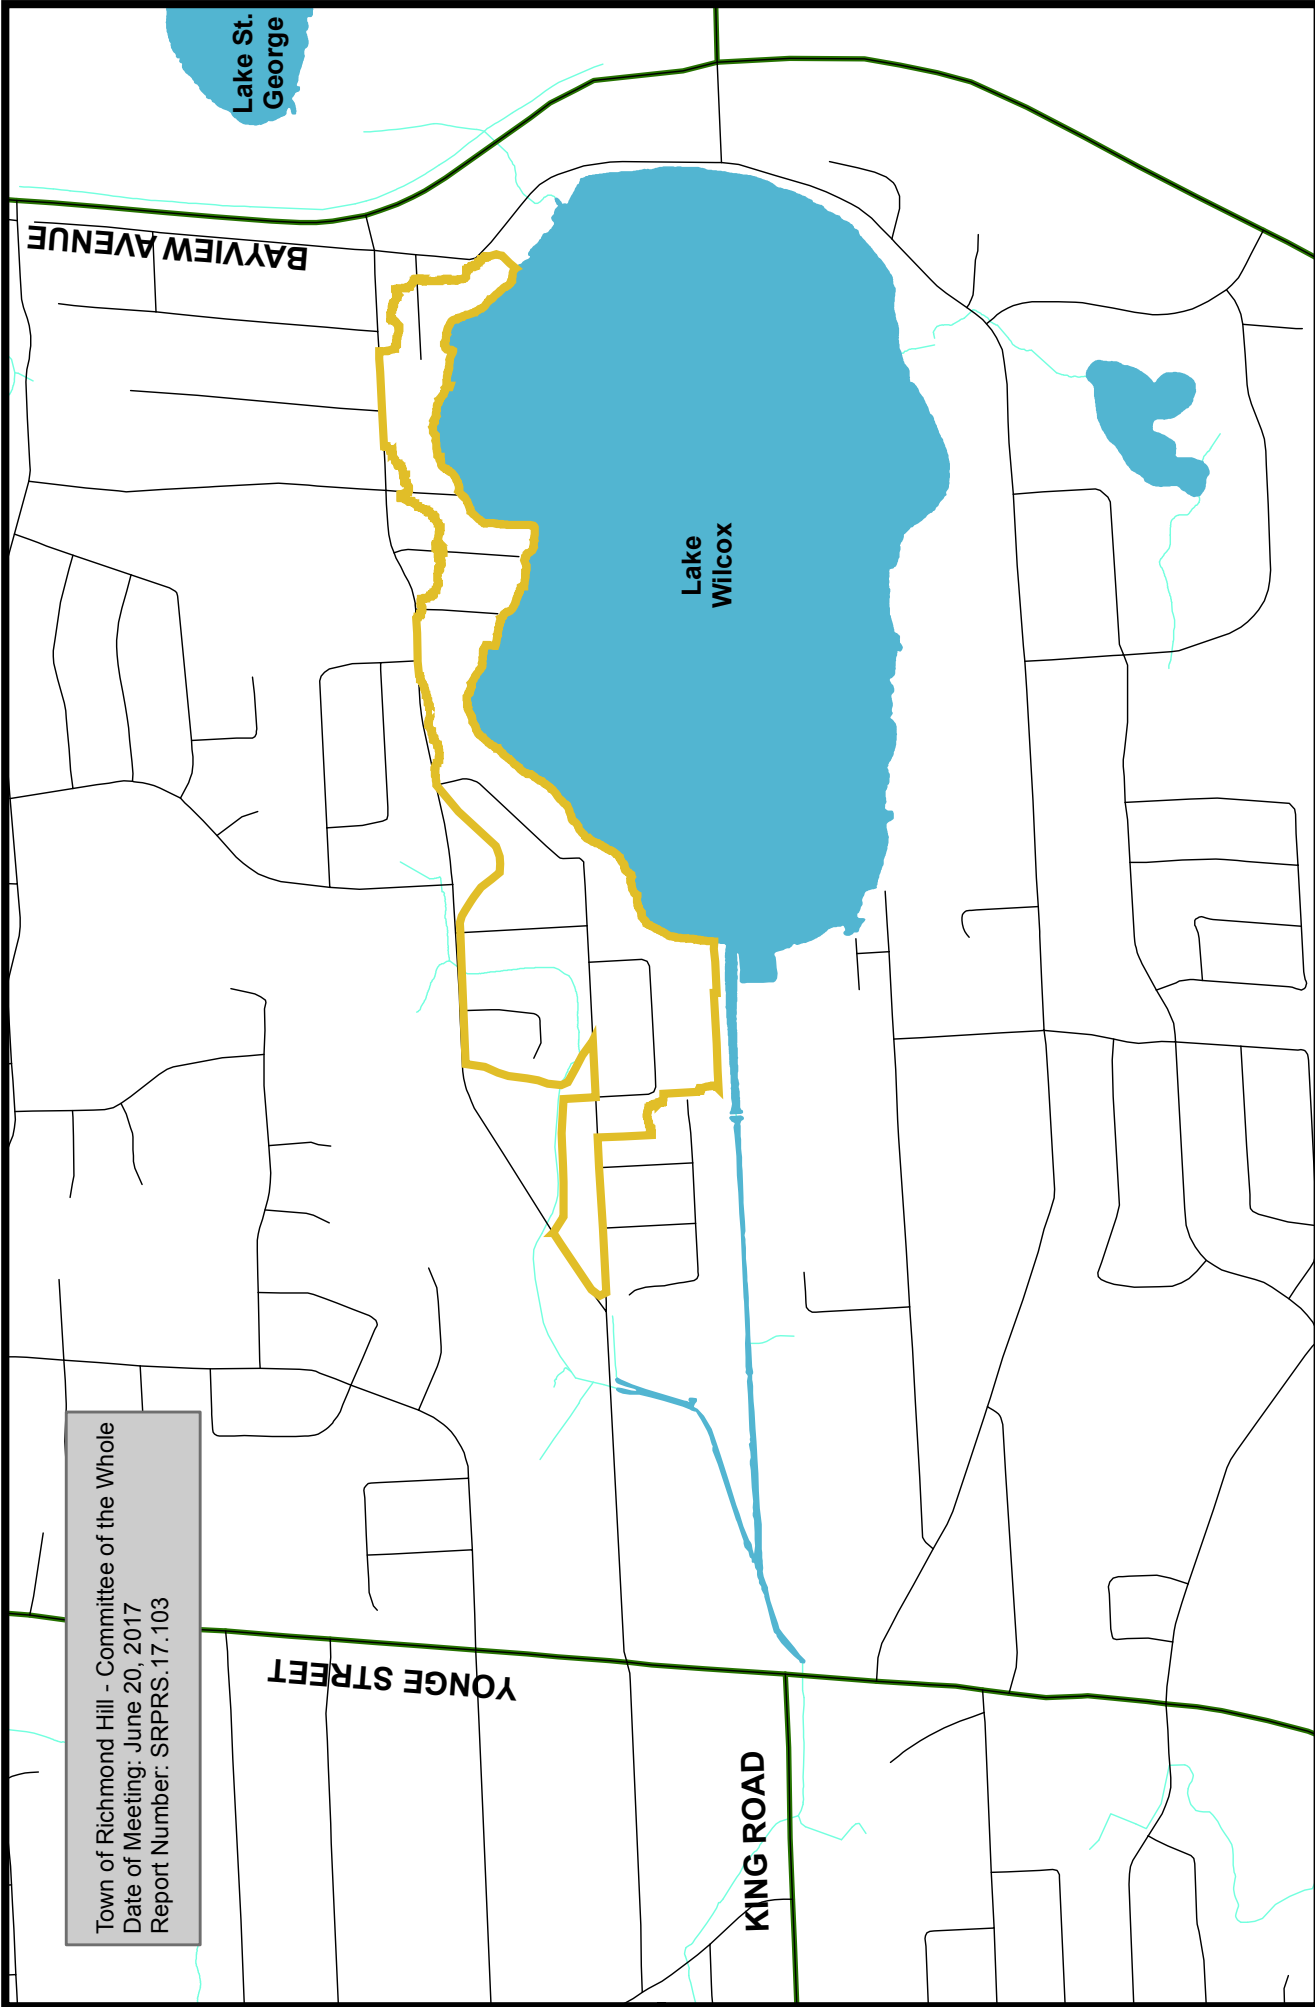 Town of Richmond Hill - Committee of the Whole
Date of Meeting: June 20, 2017
Report Number: SRPRS.17.103
Lake St.
George
BAYVIEW AVENUE
Lake
Wilcox
YONGE STREET
KING ROAD